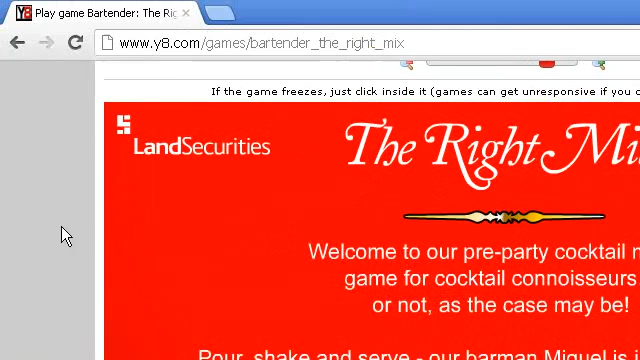 Play game Bartender: The Rig
www.y8.com/games/bartender_the_right_mix
If the game freezes, just click inside it (games can get unresponsive if you
LandSecurities
The Right Mi
Welcome to our pre-party cocktail
game for cocktail connoisseurs
or not, as the case may be!
Pour, shake and serve - our barman Miguel is